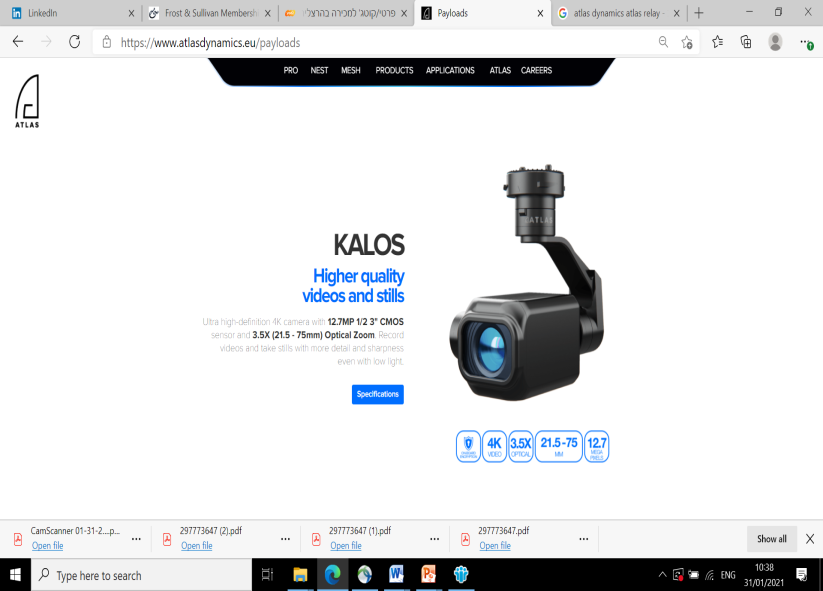 LinkedIn
Frost & Sullivan Membersh
פרטי/קוטג' למכירה בהרצלי
Payloads
atlas dynamics atlas relay -
https://www.atlasdynamics.eu/payloads
PRO NEST MESH PRODUCTS APPLICATIONS ATLAS CAREERS
ATLAS
ATLAS
KALOS
Higher quality
videos and stills
Ultra high-definition 4K camera with 12.7MP 1/2 3" CMOS
sensor and 3.5X (21.5 - 75mm) Optical Zoom. Record
videos and take stills with more detail and sharpness
even with low light.
Specifications
4K VIDEO
3.5X OPTICAL
21.5-75 MM
12.7 MEGA PIXELS
CamScanner 01-31-2....p...
Open file
297773647 (2).pdf
Open file
297773647 (1).pdf
Open file
297773647.pdf
Open file
Show all
Type here to search
ENG
10:38
31/01/2021